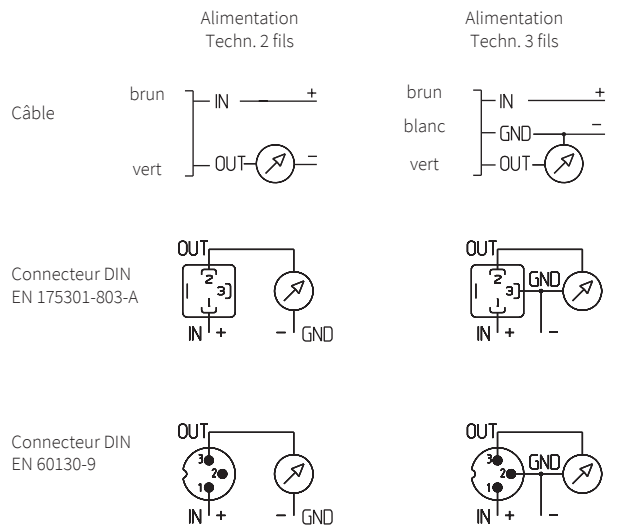 Alimentation Alimentation
Techn. 2 fils Techn. 3 fils
brun IN – + brun IN +
Câble blanc GND –
vert OUT – vert OUT
OUT OUT
Connecteur DIN 2 2 GND
EN 175301-803-A 3 3
1 1
IN + – GND IN + –
OUT OUT
Connecteur DIN 3 3 GND
EN 60130-9 2 2
1 1
IN + – GND IN + –